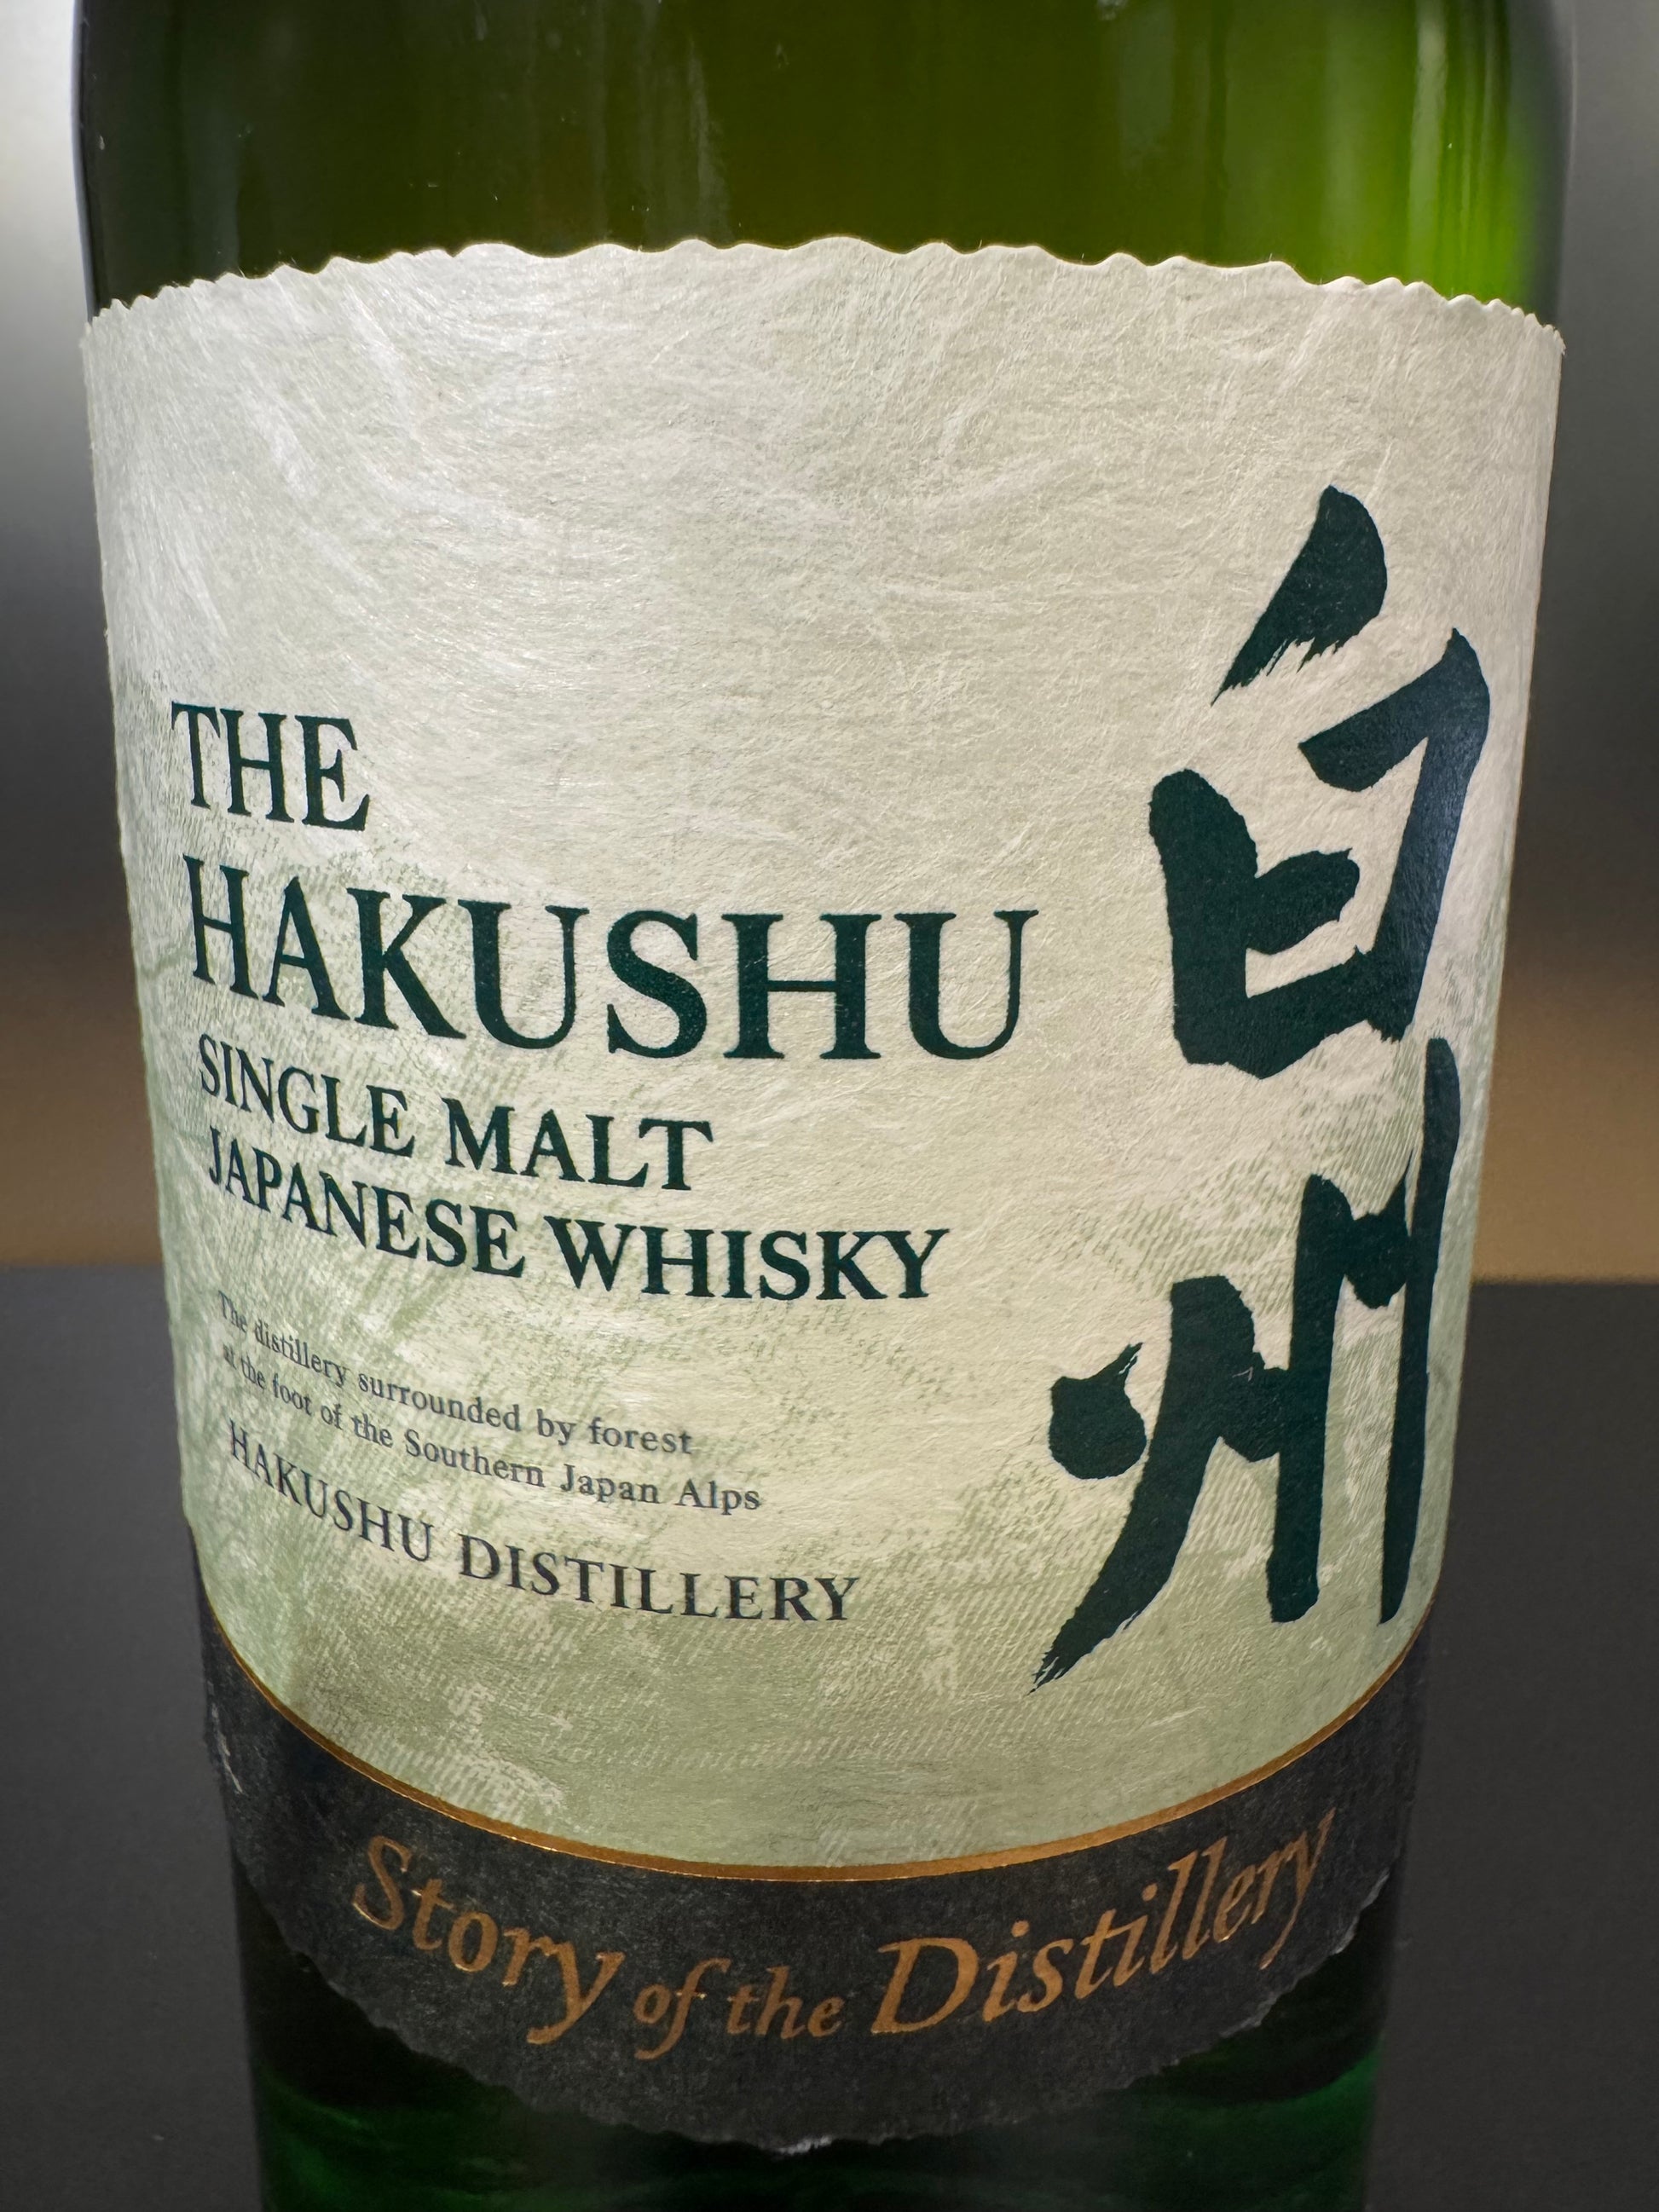 THE
HAKUSHU
SINGLE MALT
JAPANESE WHISKY
The distillery surrounded by forest
at the foot of the Southern Japan Alps
HAKUSHU DISTILLERY
白州
Story of the Distillery